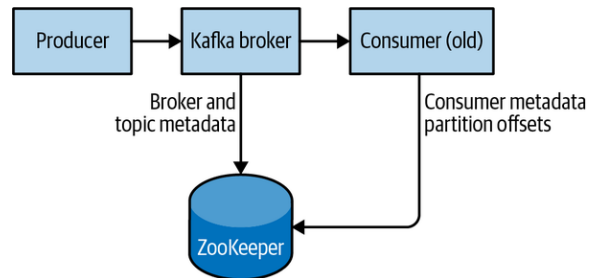 Producer
Kafka broker
Consumer (old)
Broker and
topic metadata
Consumer metadata
partition offsets
ZooKeeper